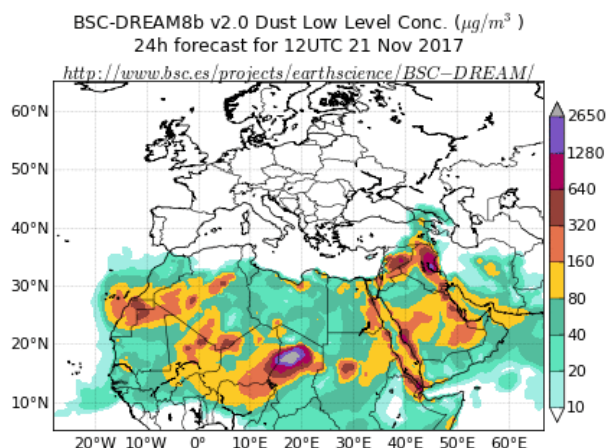 BSC-DREAM8b v2.0 Dust Low Level Conc. (μg/m³ )
24h forecast for 12UTC 21 Nov 2017
http://www.bsc.es/projects/earthscience/BSC−DREAM/
60°N
50°N
40°N
30°N
20°N
10°N
20°W 10°W 0° 10°E 20°E 30°E 40°E 50°E 60°E
2650
1280
640
320
160
80
40
20
10